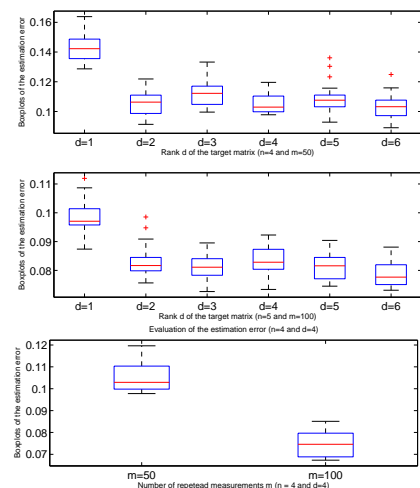 0.16
0.14
0.12
0.1
Boxplots of the estimation error
d=1 d=2 d=3 d=4 d=5 d=6
Rank d of the target matrix (n=4 and m=50)
0.11
0.1
0.09
0.08
Boxplots of the estimation error
d=1 d=2 d=3 d=4 d=5 d=6
Rank d of the target matrix (n=5 and m=100)
Evaluation of the estimation error (n=4 and d=4)
0.12
0.11
0.1
0.09
0.08
0.07
Boxplots of the estimation error
m=50 m=100
Number of repetead measurements m (n = 4 and d=4)